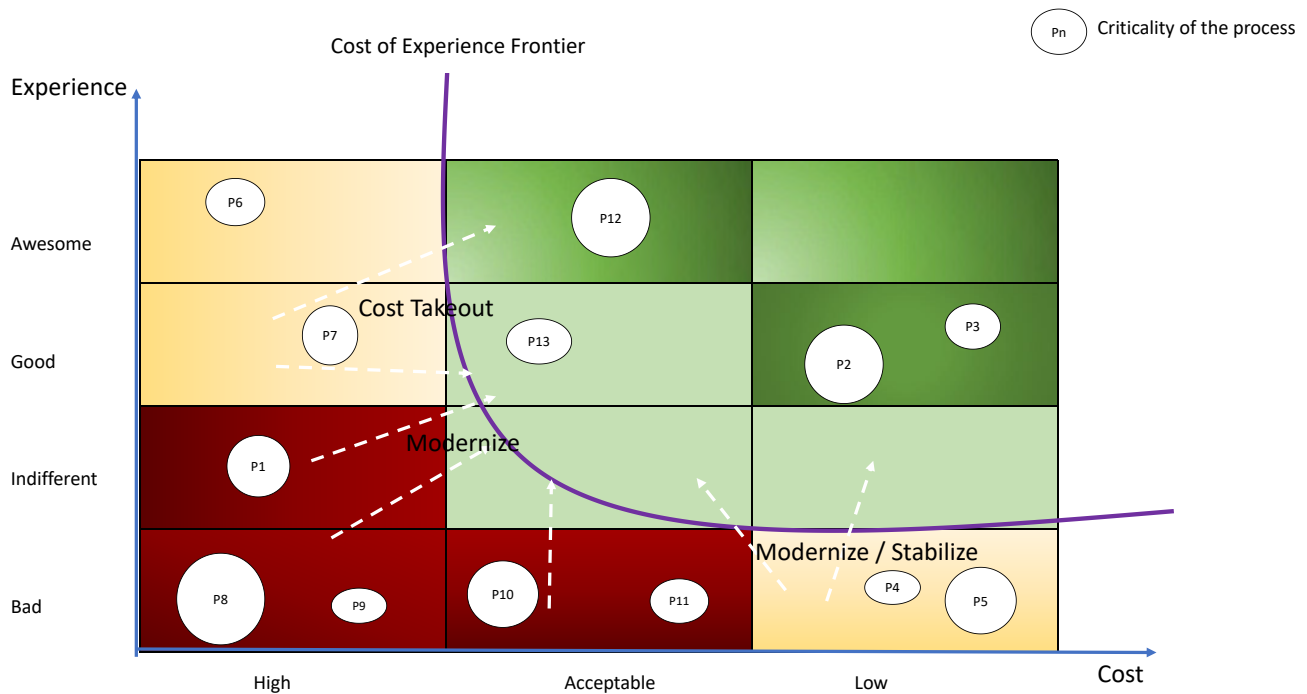 Pn
Criticality of the process
Cost of Experience Frontier
Experience
P6
P12
Awesome
Cost Takeout
P7
P13
P3
P2
Good
Modernize
P1
Indifferent
Modernize / Stabilize
P8
P9
P10
P11
P4
P5
Bad
Cost
High
Acceptable
Low